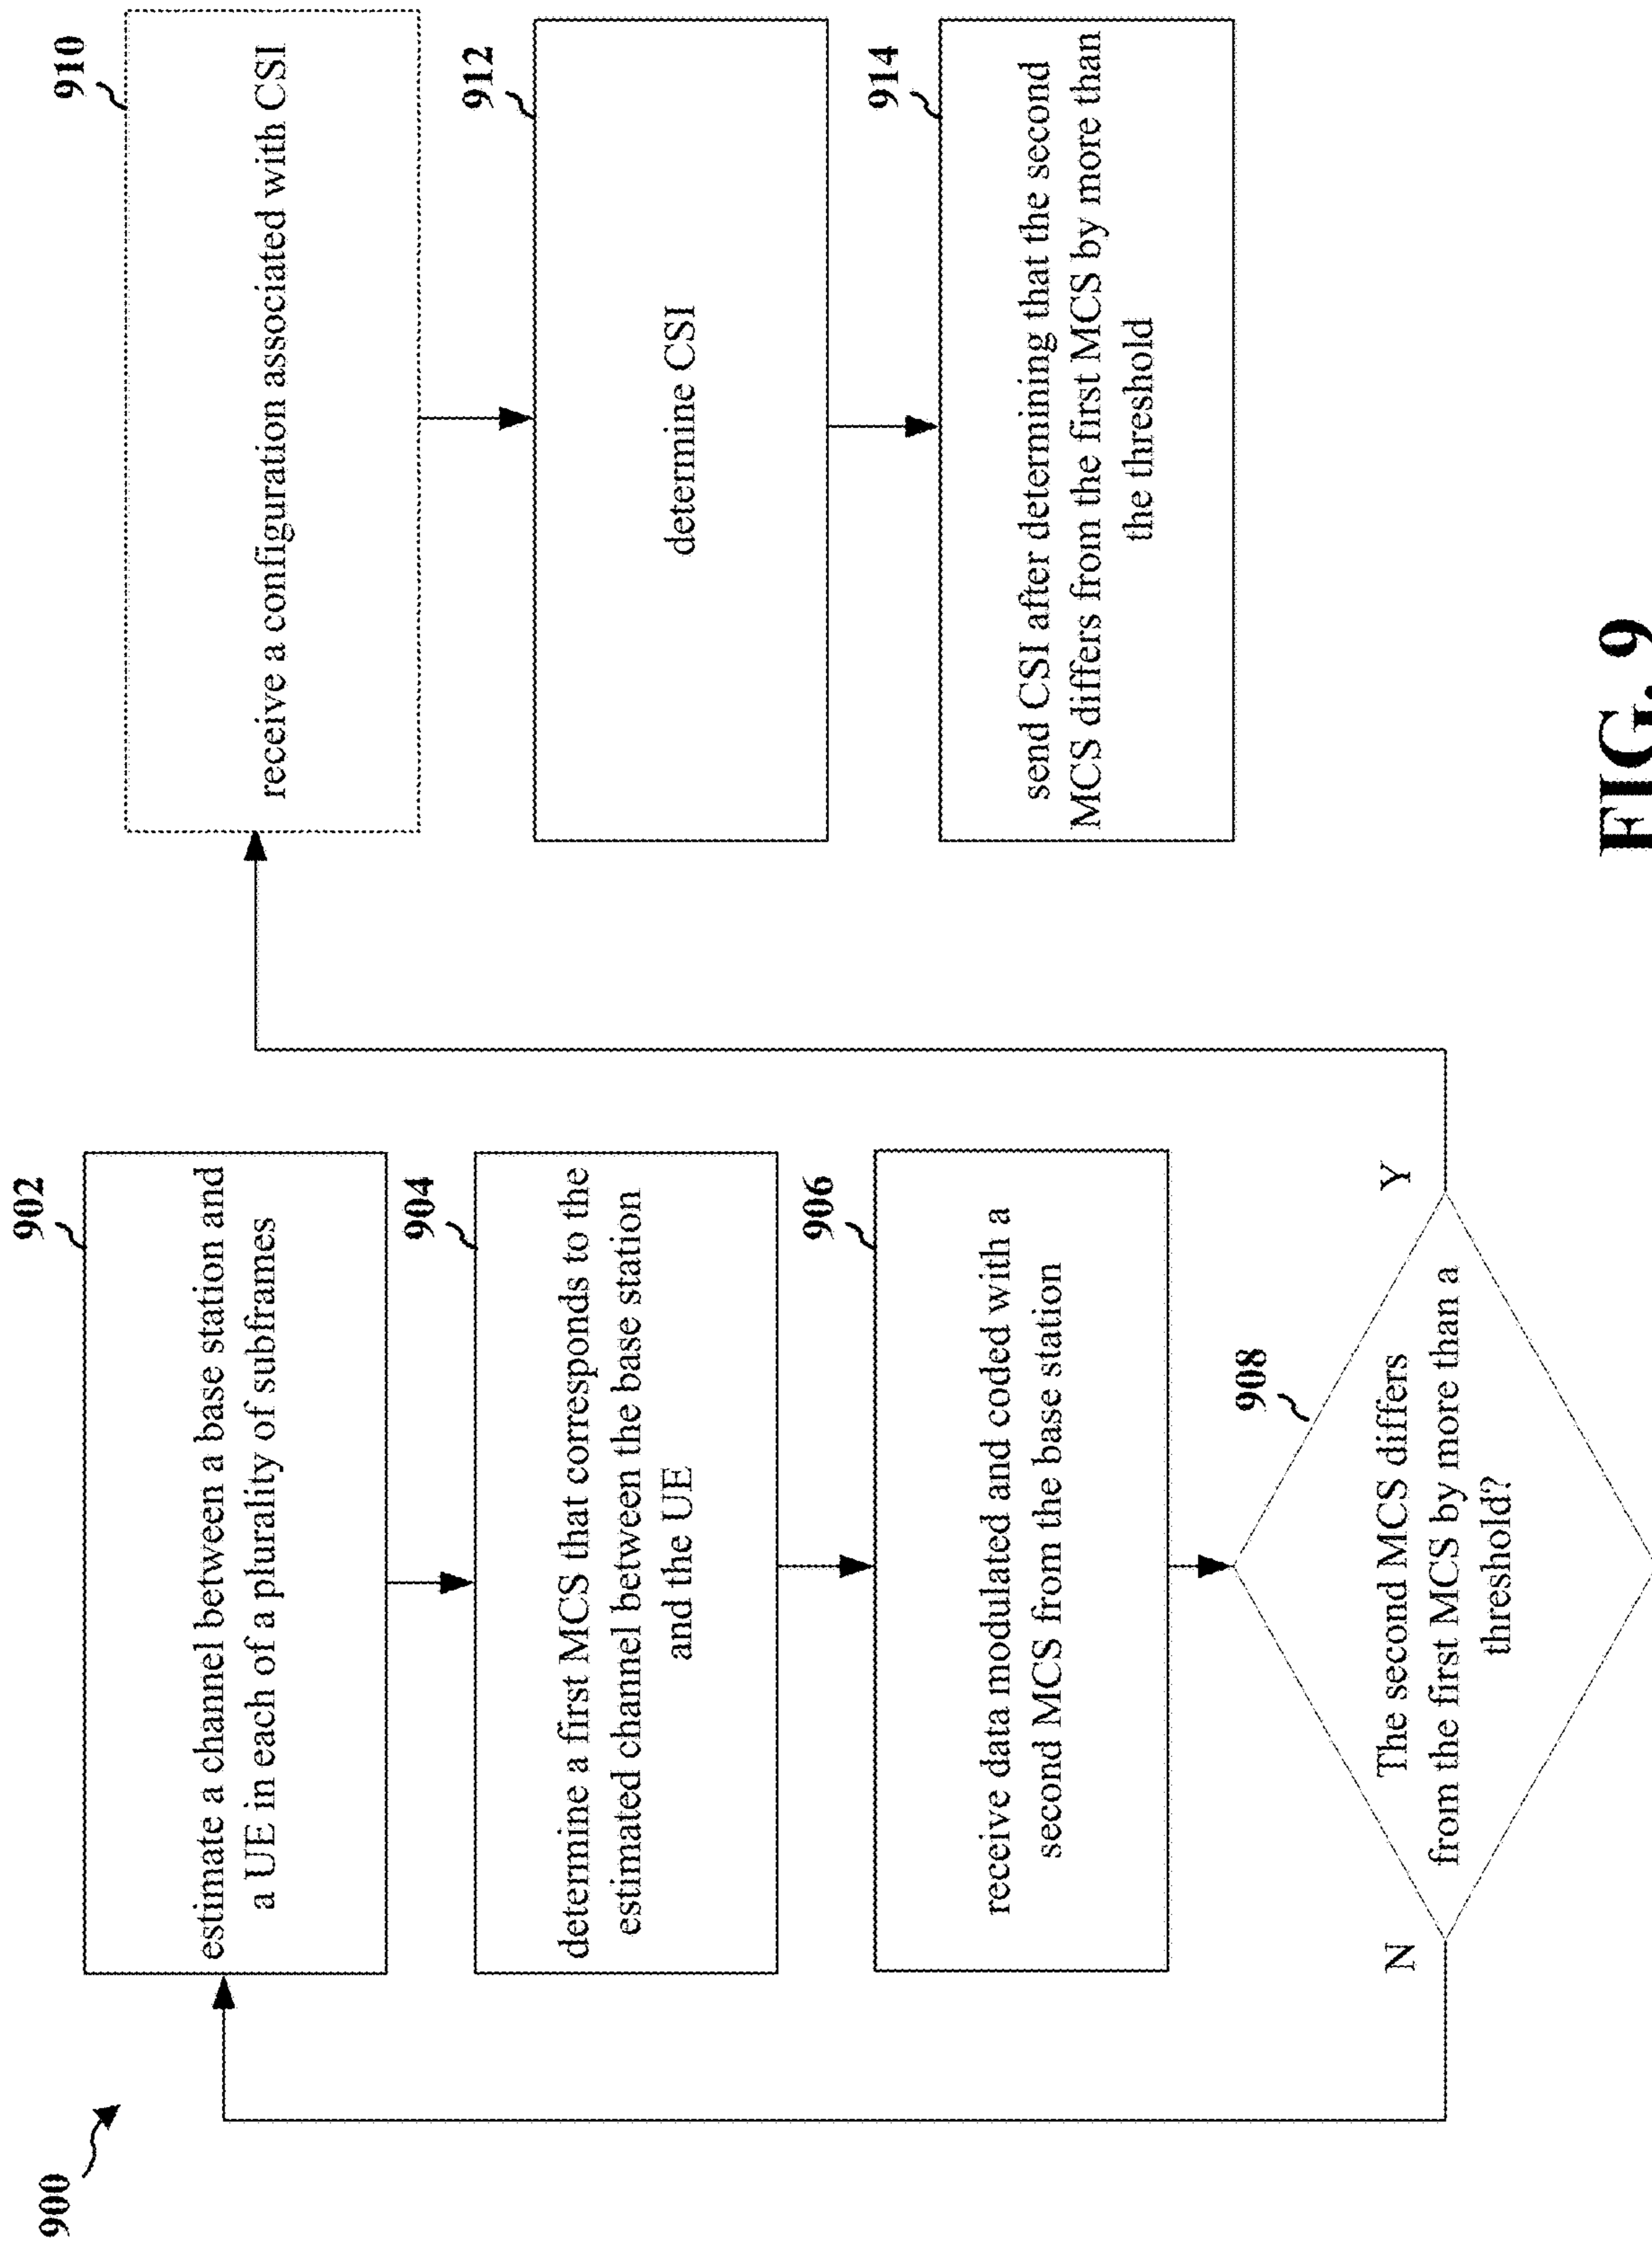 900
902
estimate a channel between a base station and
a UE in each of a plurality of subframes
904
determine a first MCS that corresponds to the
estimated channel between the base station
and the UE
906
receive data modulated and coded with a
second MCS from the base station
908
The second MCS differs
from the first MCS by more than a
threshold?
N
Y
910
receive a configuration associated with CSI
912
determine CSI
914
send CSI after determining that the second
MCS differs from the first MCS by more than
the threshold
FIG. 9